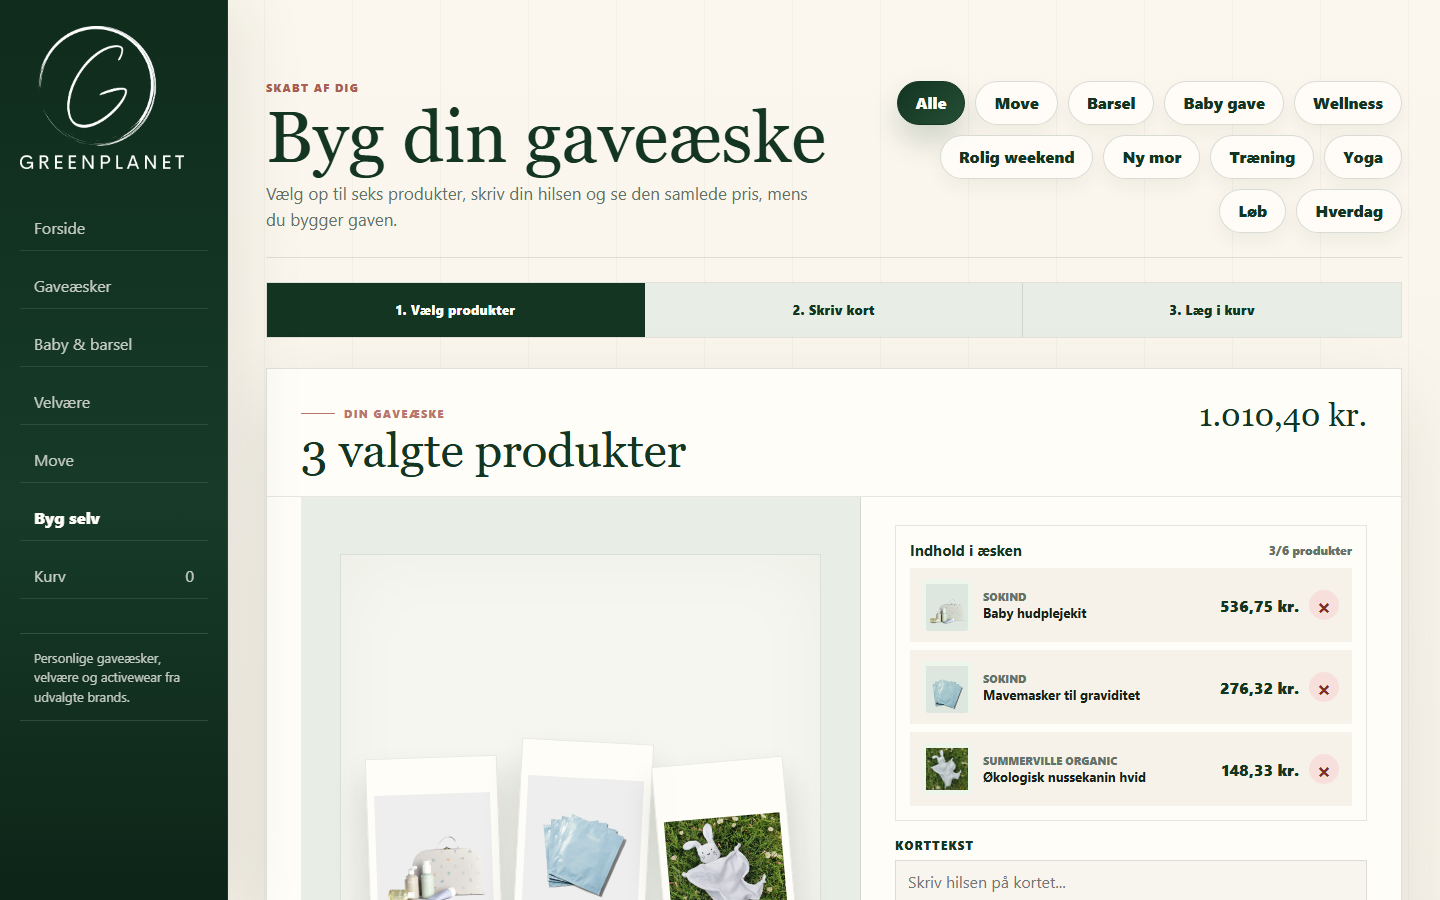 G
GREENPLANET
Forside
Gaveæsker
Baby & barsel
Velvære
Move
Byg selv
Kurv 0
Personlige gaveæsker,
velvære og activewear fra
udvalgte brands.
SKABT AF DIG
Byg din gaveæske
Vælg op til seks produkter, skriv din hilsen og se den samlede pris, mens
du bygger gaven.
Alle Move Barsel Baby gave Wellness
Rolig weekend Ny mor Træning Yoga
Løb Hverdag
1. Vælg produkter 2. Skriv kort 3. Læg i kurv
DIN GAVEÆSKE
3 valgte produkter
1.010,40 kr.
Indhold i æsken 3/6 produkter
SOKIND
Baby hudplejekit
536,75 kr. ×
SOKIND
Mavemasker til graviditet
276,32 kr. ×
SUMMERVILLE ORGANIC
Økologisk nussekanin hvid
148,33 kr. ×
KORTTEKST
Skriv hilsen på kortet...